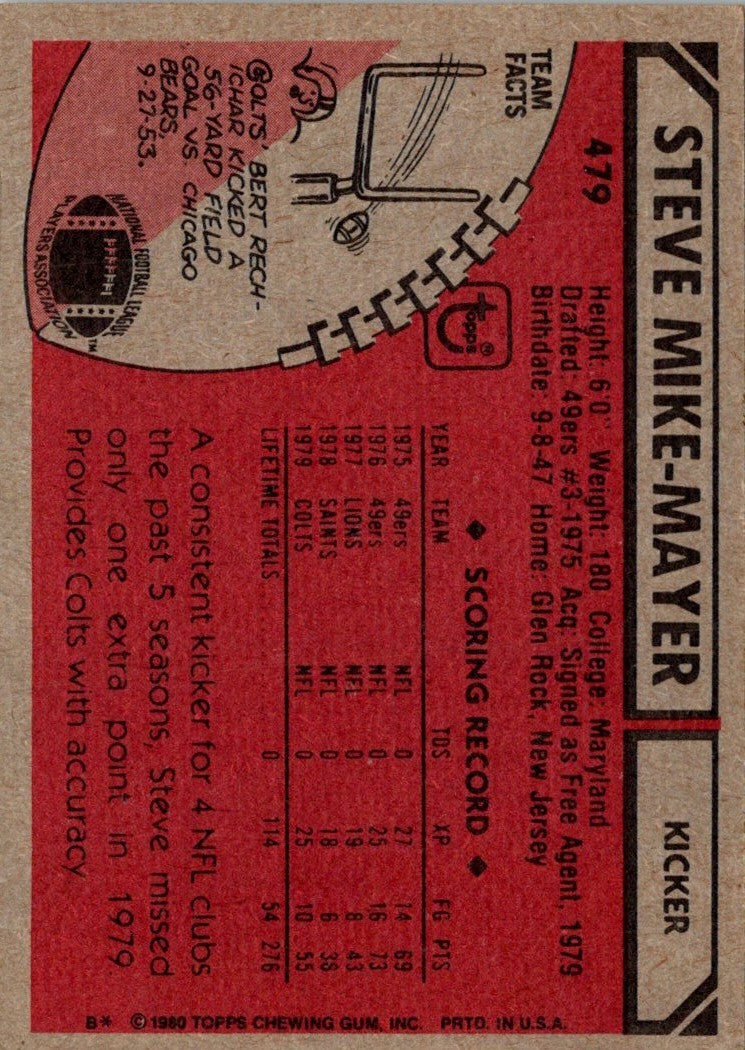 STEVE MIKE-MAYER
KICKER
479
Height: 6'0" Weight: 180 College: Maryland
Drafted: 49ers #3-1975 Acq: Signed as Free Agent, 1979
Birthdate: 9-8-47 Home: Glen Rock, New Jersey
TEAM
FACTS
COLTS' BERT RECH-
ICHAR KICKED A
56-YARD FIELD
GOAL VS CHICAGO
BEARS,
9-27-53.
NATIONAL FOOTBALL LEAGUE
PLAYERS ASSOCIATION TM
TOPPS®
◆ SCORING RECORD ◆
YEAR TEAM TDS XP FG PTS
1975 49ers NFL 0 27 14 69
1976 49ers NFL 0 25 16 73
1977 LIONS NFL 0 19 8 43
1978 SAINTS NFL 0 18 6 36
1979 COLTS NFL 0 25 10 55
LIFETIME TOTALS 0 114 54 276
A consistent kicker for 4 NFL clubs
the past 5 seasons, Steve missed
only one extra point in 1979.
Provides Colts with accuracy
B* © 1980 TOPPS CHEWING GUM, INC. PRTD. IN U.S.A.